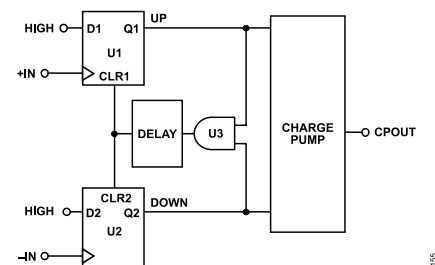 HIGH D1 Q1 UP
U1
+IN
CLR1
DELAY U3 CHARGE PUMP CPOUT
CLR2
HIGH D2 Q2 DOWN
U2
–IN
155